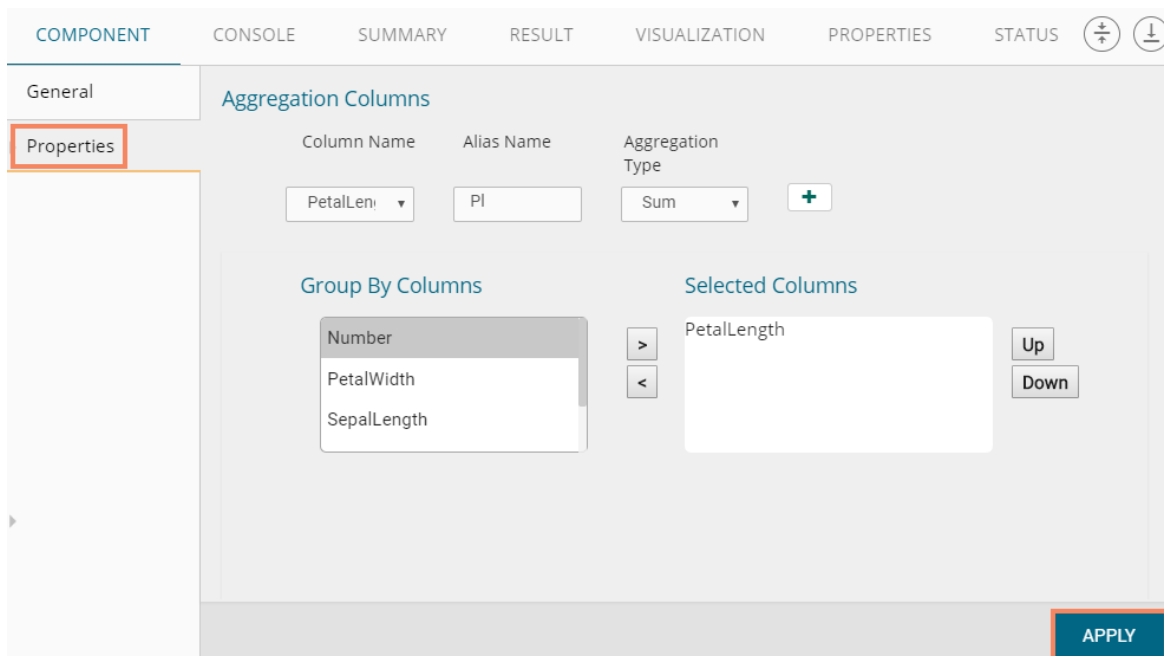 COMPONENT CONSOLE SUMMARY RESULT VISUALIZATION PROPERTIES STATUS
General
Properties
Aggregation Columns
Column Name Alias Name Aggregation
Type
PetalLen Pl Sum
Group By Columns Selected Columns
Number
PetalWidth
SepalLength
PetalLength
>
<
Up
Down
APPLY